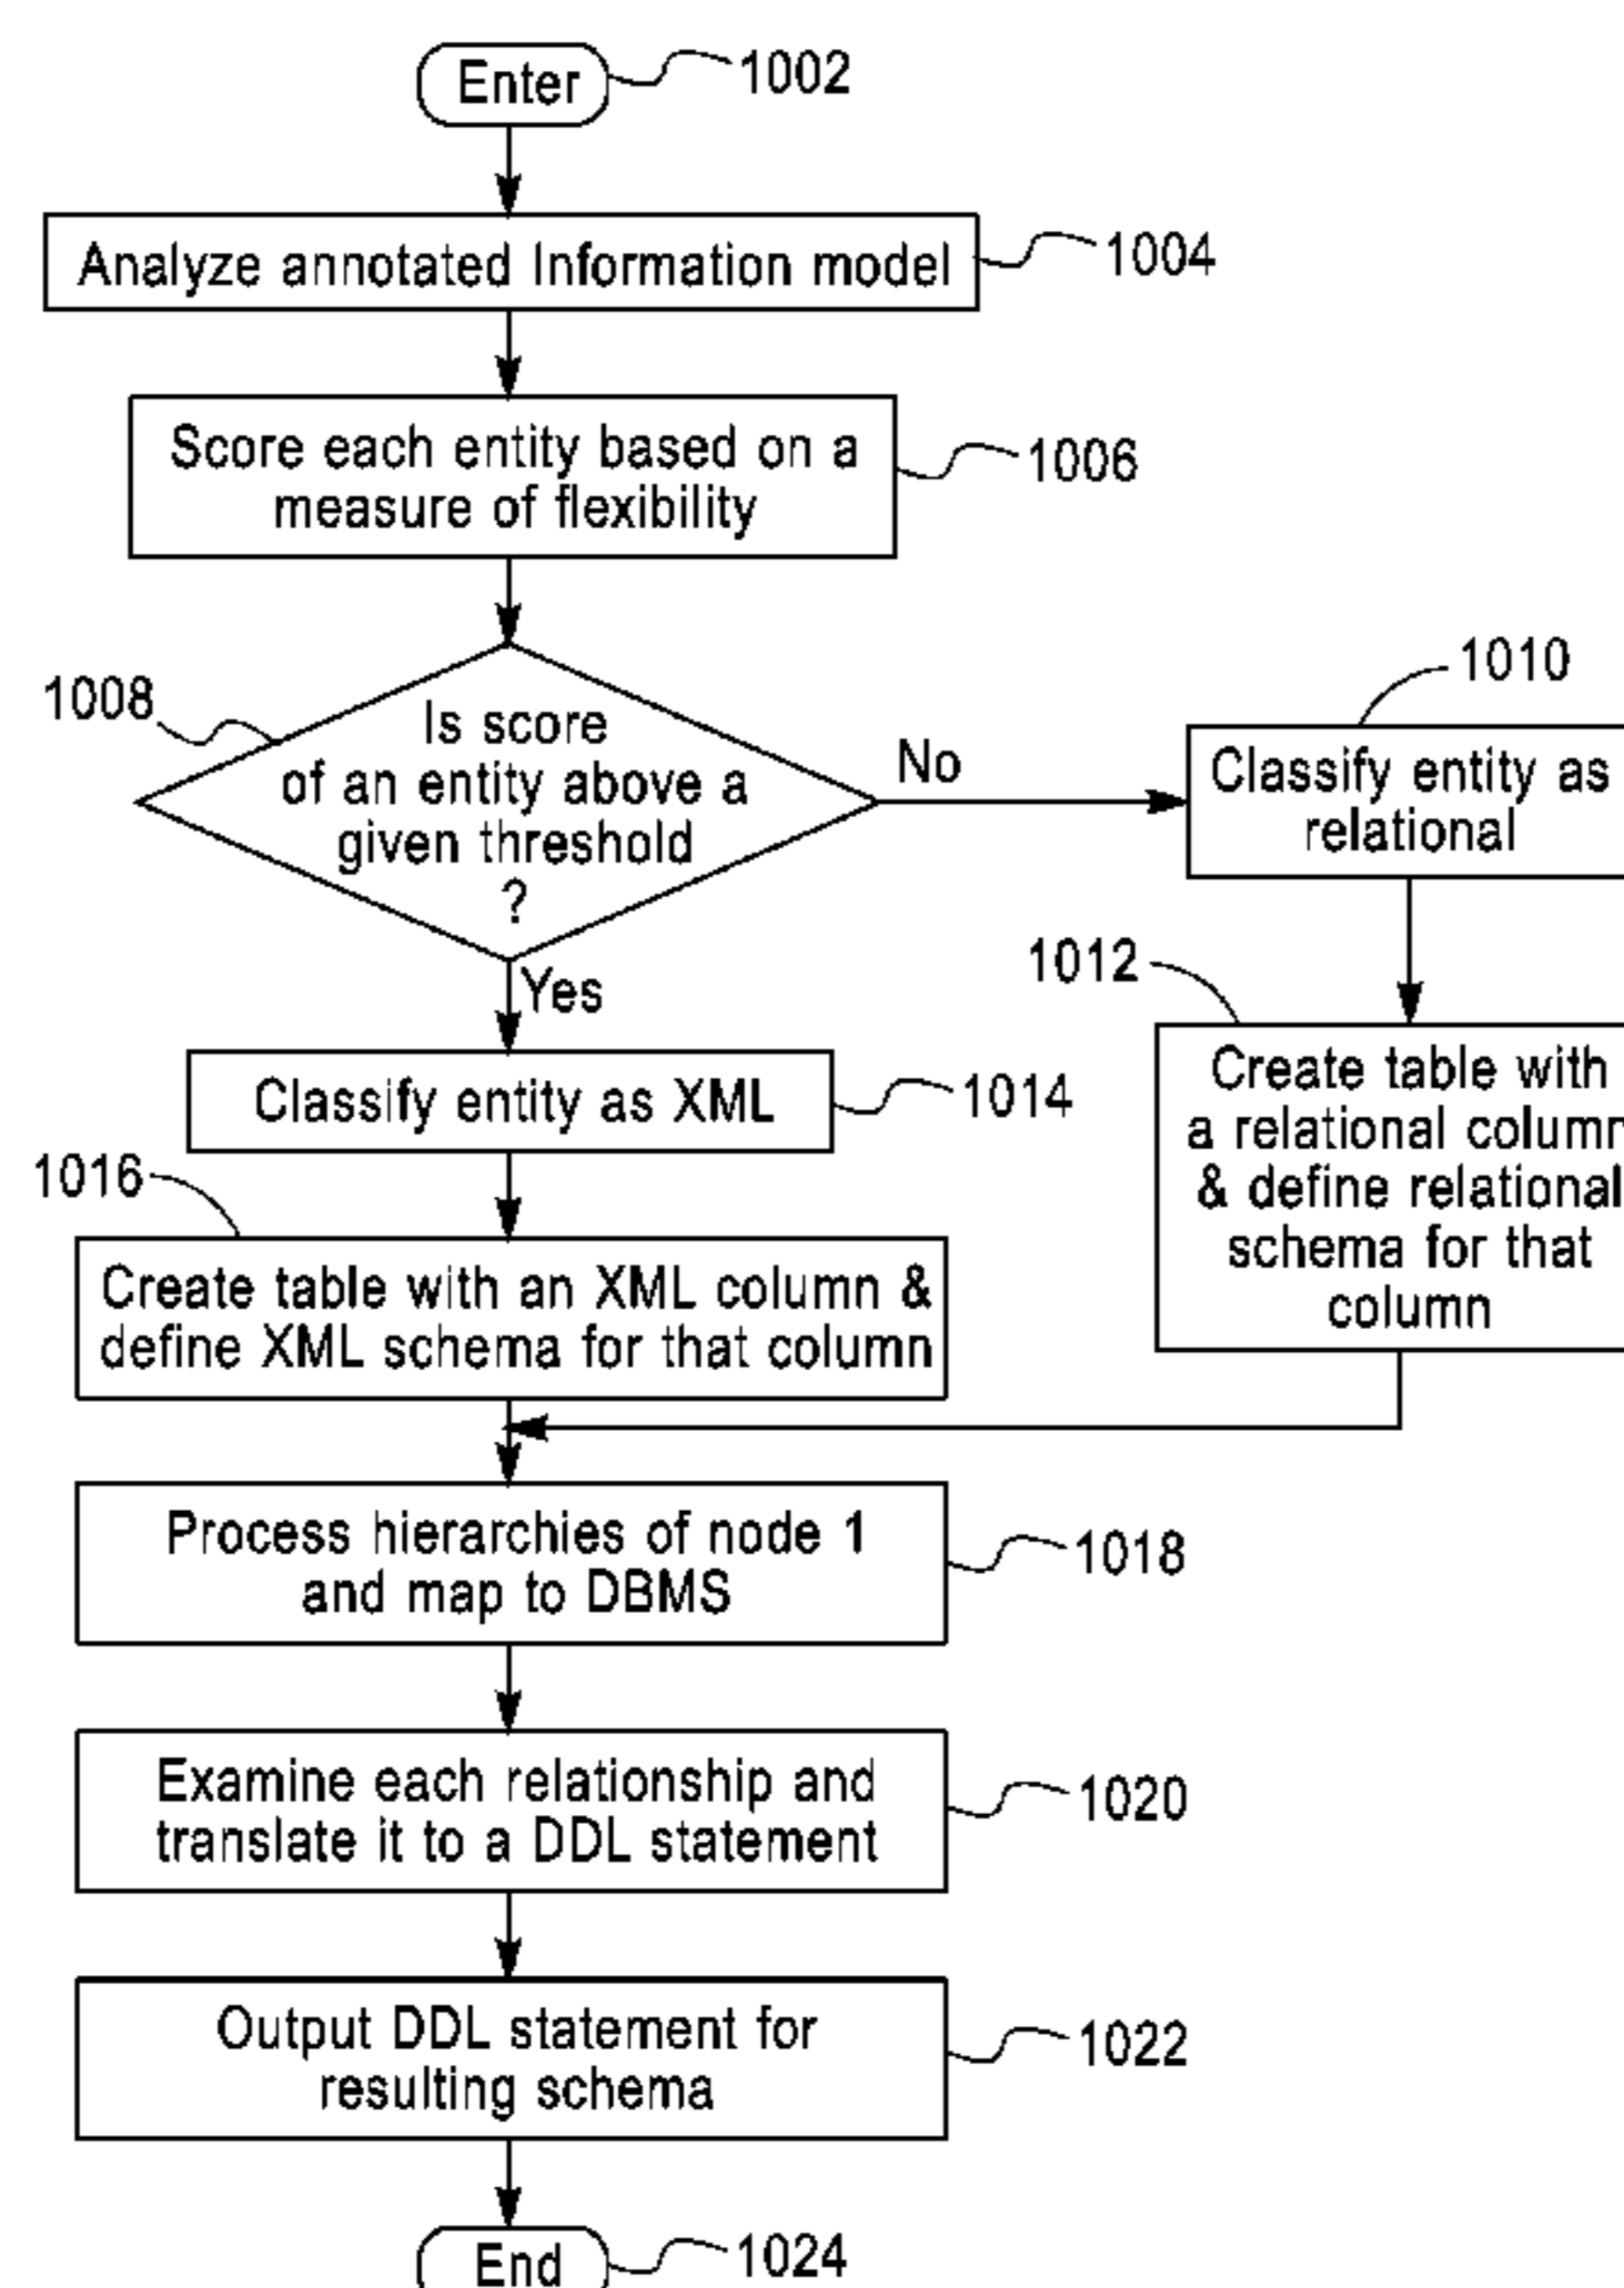 Enter
1002
Analyze annotated Information model
1004
Score each entity based on a
measure of flexibility
1006
1008
Is score
of an entity above a
given threshold
?
No
Yes
1010
Classify entity as
relational
1012
Create table with
a relational column
& define relational
schema for that
column
Classify entity as XML
1014
1016
Create table with an XML column &
define XML schema for that column
Process hierarchies of node 1
and map to DBMS
1018
Examine each relationship and
translate it to a DDL statement
1020
Output DDL statement for
resulting schema
1022
End
1024